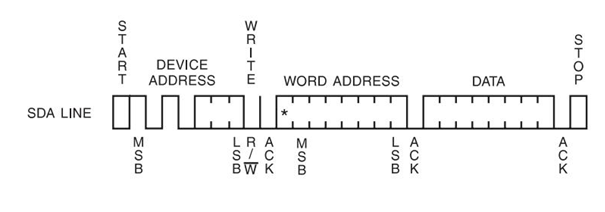 START
DEVICE
ADDRESS
WRITE
WORD ADDRESS
DATA
STOP
SDA LINE
*
MSB
LSB
R/W̅
ACK
MSB
LSB
ACK
ACK